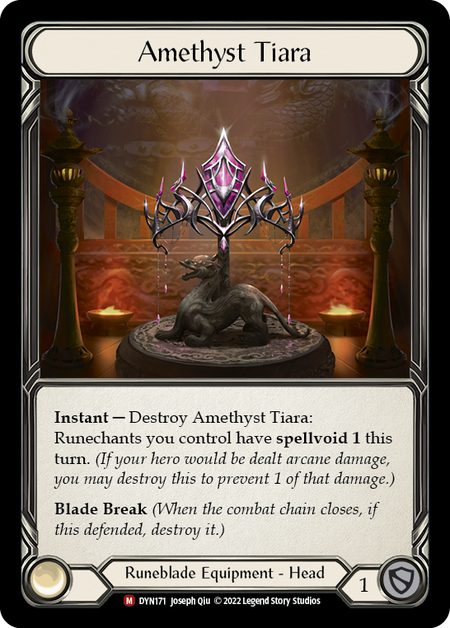 Amethyst Tiara
Instant — Destroy Amethyst Tiara:
Runechants you control have spellvoid 1 this
turn. (If your hero would be dealt arcane damage,
you may destroy this to prevent 1 of that damage.)
Blade Break (When the combat chain closes, if
this defended, destroy it.)
Runeblade Equipment - Head
1
M DYN171 Joseph Qiu © 2022 Legend Story Studios